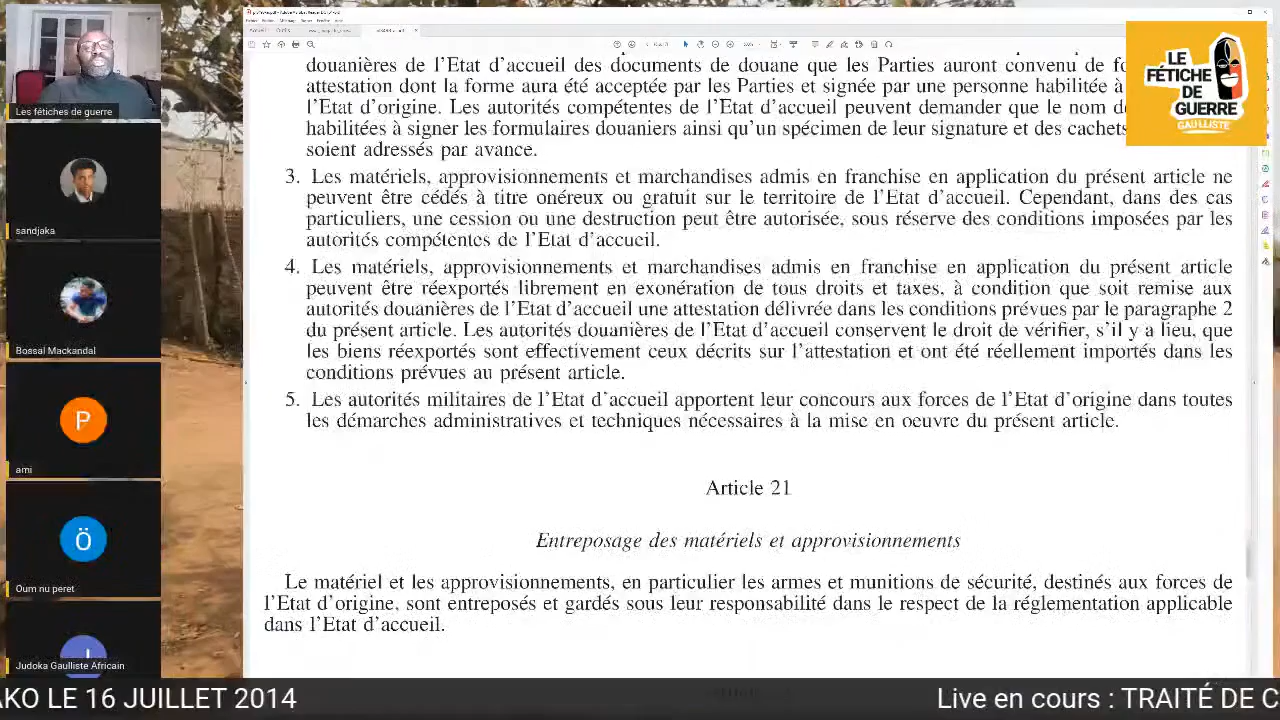 Les fétiches de guerre
sandjaka
Bossal Mackandal
ami
P
Oum nu peret
Ö
Judoka Gaulliste Africain
LE
FÉTICHE
DE
GUERRE
GAULLISTE
douanières de l'Etat d'accueil des documents de douane que les Parties auront convenu de fo
attestation dont la forme aura été acceptée par les Parties et signée par une personne habilitée à
l'Etat d'origine. Les autorités compétentes de l'Etat d'accueil peuvent demander que le nom de
habilitées à signer les formulaires douaniers ainsi qu'un spécimen de leur signature et des cachets
soient adressés par avance.
3. Les matériels, approvisionnements et marchandises admis en franchise en application du présent article ne
peuvent être cédés à titre onéreux ou gratuit sur le territoire de l'Etat d'accueil. Cependant, dans des cas
particuliers, une cession ou une destruction peut être autorisée, sous réserve des conditions imposées par les
autorités compétentes de l'Etat d'accueil.
4. Les matériels, approvisionnements et marchandises admis en franchise en application du présent article
peuvent être réexportés librement en exonération de tous droits et taxes, à condition que soit remise aux
autorités douanières de l'Etat d'accueil une attestation délivrée dans les conditions prévues par le paragraphe 2
du présent article. Les autorités douanières de l'Etat d'accueil conservent le droit de vérifier, s'il y a lieu, que
les biens réexportés sont effectivement ceux décrits sur l'attestation et ont été réellement importés dans les
conditions prévues au présent article.
5. Les autorités militaires de l'Etat d'accueil apportent leur concours aux forces de l'Etat d'origine dans toutes
les démarches administratives et techniques nécessaires à la mise en oeuvre du présent article.
Article 21
Entreposage des matériels et approvisionnements
Le matériel et les approvisionnements, en particulier les armes et munitions de sécurité, destinés aux forces de
l'Etat d'origine, sont entreposés et gardés sous leur responsabilité dans le respect de la réglementation applicable
dans l'Etat d'accueil.
AKO LE 16 JUILLET 2014
Live en cours : TRAITÉ DE C